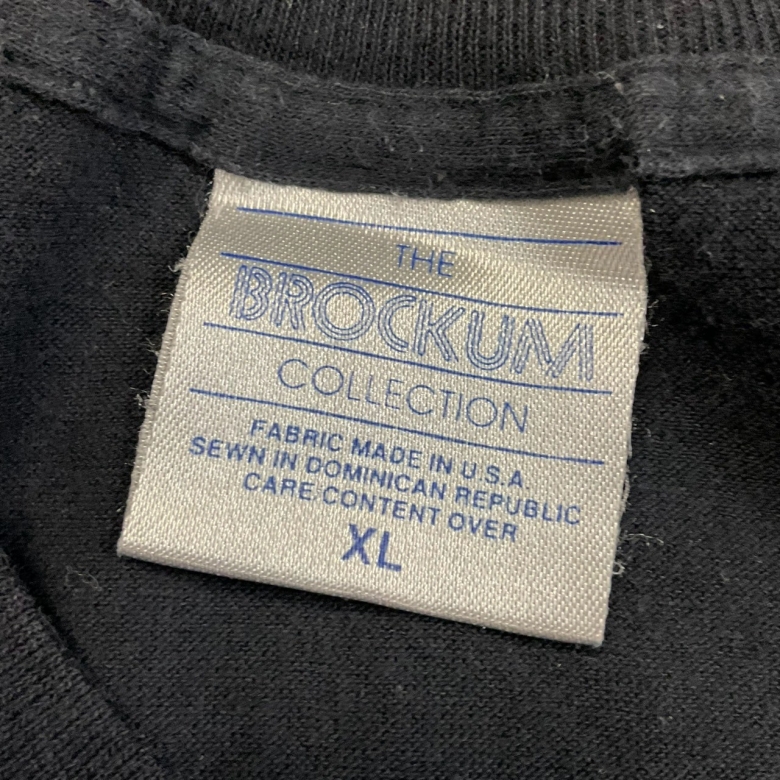 THE
BROCKUM
COLLECTION
FABRIC MADE IN U.S.A
SEWN IN DOMINICAN REPUBLIC
CARE.CONTENT OVER
XL